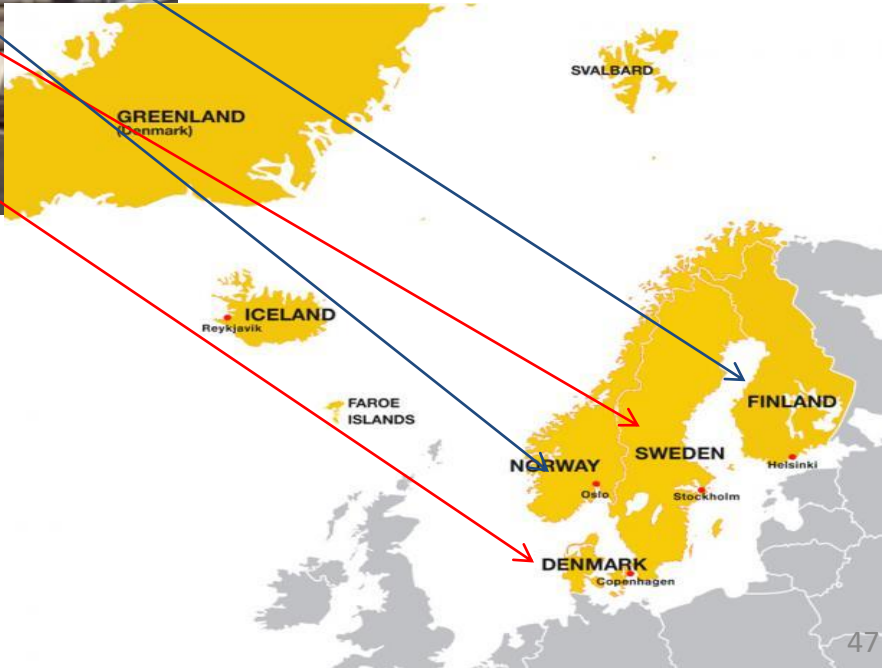 SVALBARD
GREENLAND
(Denmark)
ICELAND
Reykjavik
FAROE
ISLANDS
FINLAND
Helsinki
SWEDEN
Stockholm
NORWAY
Oslo
DENMARK
Copenhagen
47